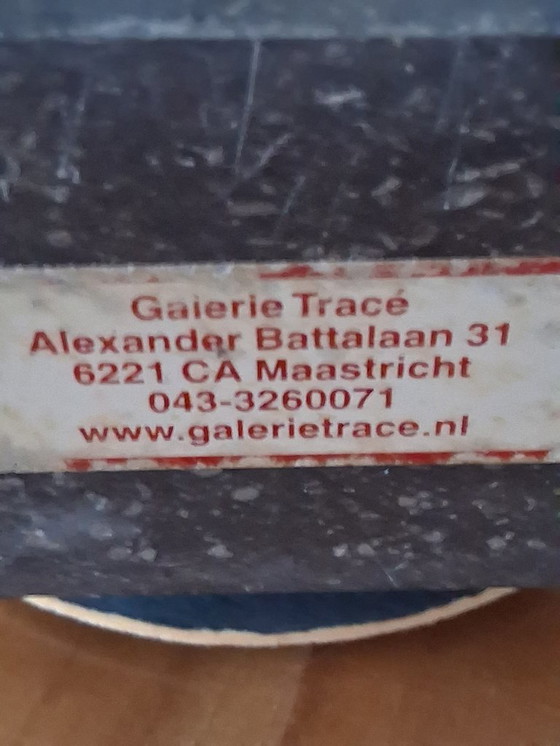 Galerie Tracé
Alexander Battalaan 31
6221 CA Maastricht
043-3260071
www.galerietrace.nl